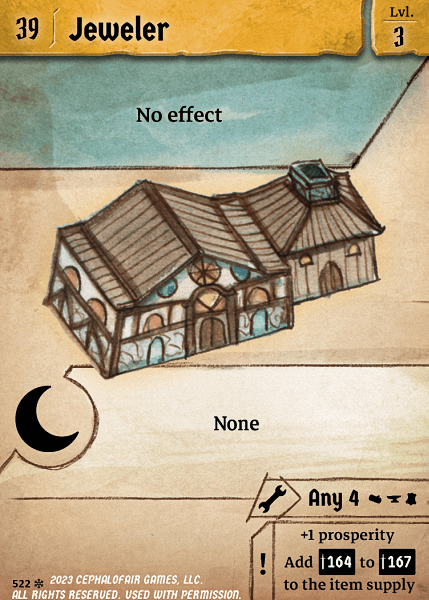 39 Jeweler
Lvl.
3
No effect
None
Any 4
+1 prosperity
! Add 164 to 167
to the item supply
522 ✻ 2023 CEPHALOFAIR GAMES, LLC.
ALL RIGHTS RESERVED. USED WITH PERMISSION.